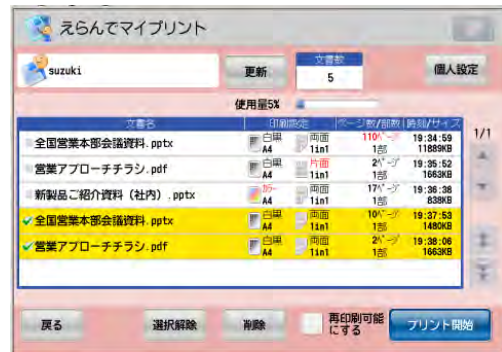 えらんでマイプリント
suzuki
更新
文書数
5
個人設定
使用量5%
文書名 印刷設定 ページ数/部数 時刻/サイズ
全国営業本部会議資料.pptx 白黒 A4 両面 1in1 110ページ 1部 19:34:59 11889KB
営業アプローチチラシ.pdf 白黒 A4 片面 1in1 2ページ 1部 19:35:52 1663KB
新製品ご紹介資料（社内）.pptx カラー A4 両面 1in1 17ページ 1部 19:36:38 838KB
全国営業本部会議資料.pptx 白黒 A4 両面 1in1 10ページ 1部 19:37:53 1480KB
営業アプローチチラシ.pdf 白黒 A4 両面 1in1 2ページ 1部 19:38:06 1663KB
1/1
戻る
選択解除
削除
再印刷可能
にする
プリント開始